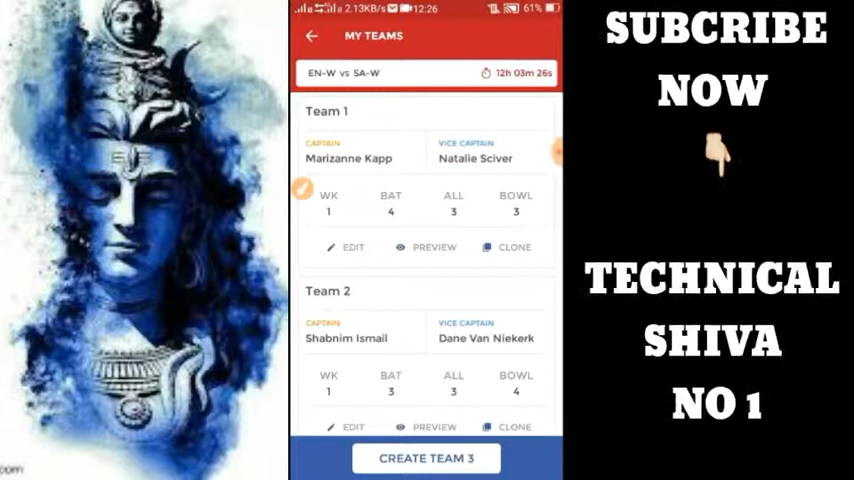 2.13KB/s 12:26 61%
MY TEAMS
EN-W vs SA-W 12h 03m 26s
Team 1
CAPTAIN VICE CAPTAIN
Marizanne Kapp Natalie Sciver
WK BAT ALL BOWL
1 4 3 3
EDIT PREVIEW CLONE
Team 2
CAPTAIN VICE CAPTAIN
Shabnim Ismail Dane Van Niekerk
WK BAT ALL BOWL
1 3 3 4
EDIT PREVIEW CLONE
CREATE TEAM 3
SUBCRIBE
NOW
TECHNICAL
SHIVA
NO 1
com